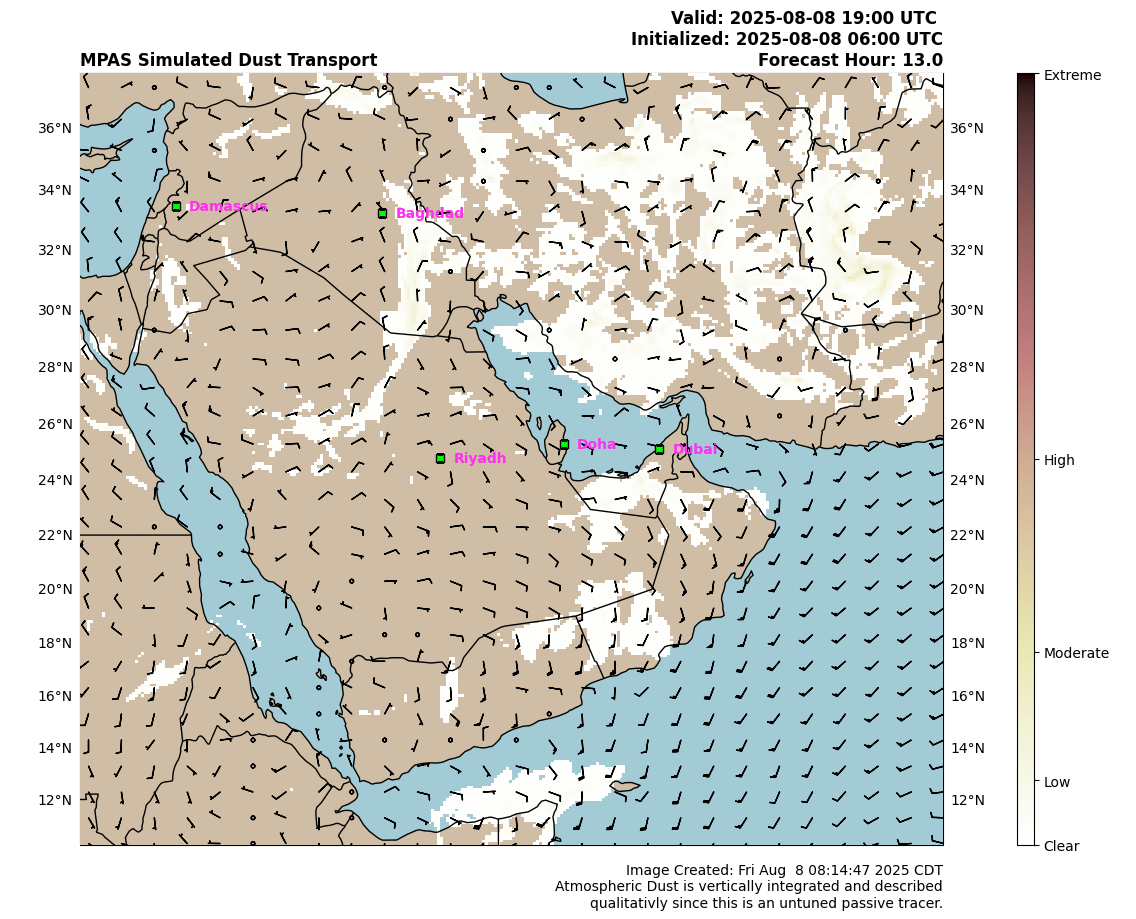 Valid: 2025-08-08 19:00 UTC
Initialized: 2025-08-08 06:00 UTC
MPAS Simulated Dust Transport
Forecast Hour: 13.0
Extreme
High
Moderate
Low
Clear
36°N
34°N
32°N
30°N
28°N
26°N
24°N
22°N
20°N
18°N
16°N
14°N
12°N
36°N
34°N
32°N
30°N
28°N
26°N
24°N
22°N
20°N
18°N
16°N
14°N
12°N
Damascus
Baghdad
Riyadh
Doha
Dubai
Image Created: Fri Aug  8 08:14:47 2025 CDT
Atmospheric Dust is vertically integrated and described
qualitativly since this is an untuned passive tracer.